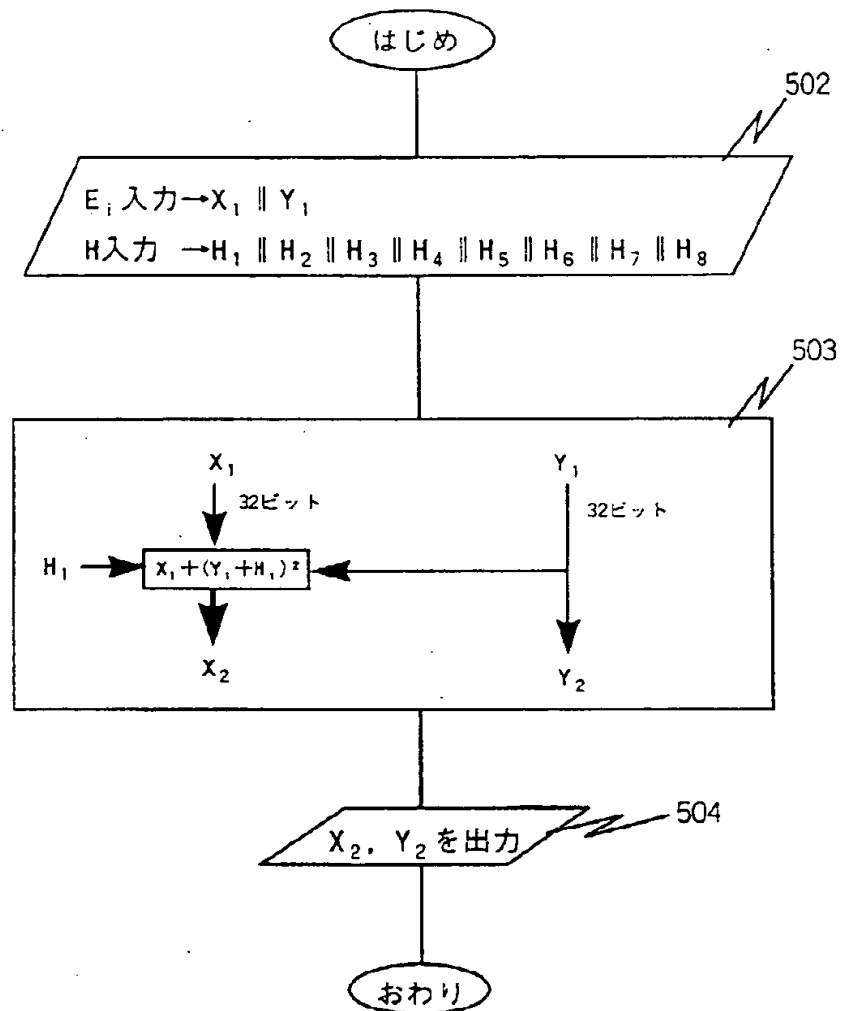 はじめ
502
Eᵢ入力→X₁‖Y₁
H入力 →H₁‖H₂‖H₃‖H₄‖H₅‖H₆‖H₇‖H₈
503
X₁ Y₁
32ビット 32ビット
H₁ X₁+(Y₁+H₁)²
X₂ Y₂
504
X₂, Y₂を出力
おわり